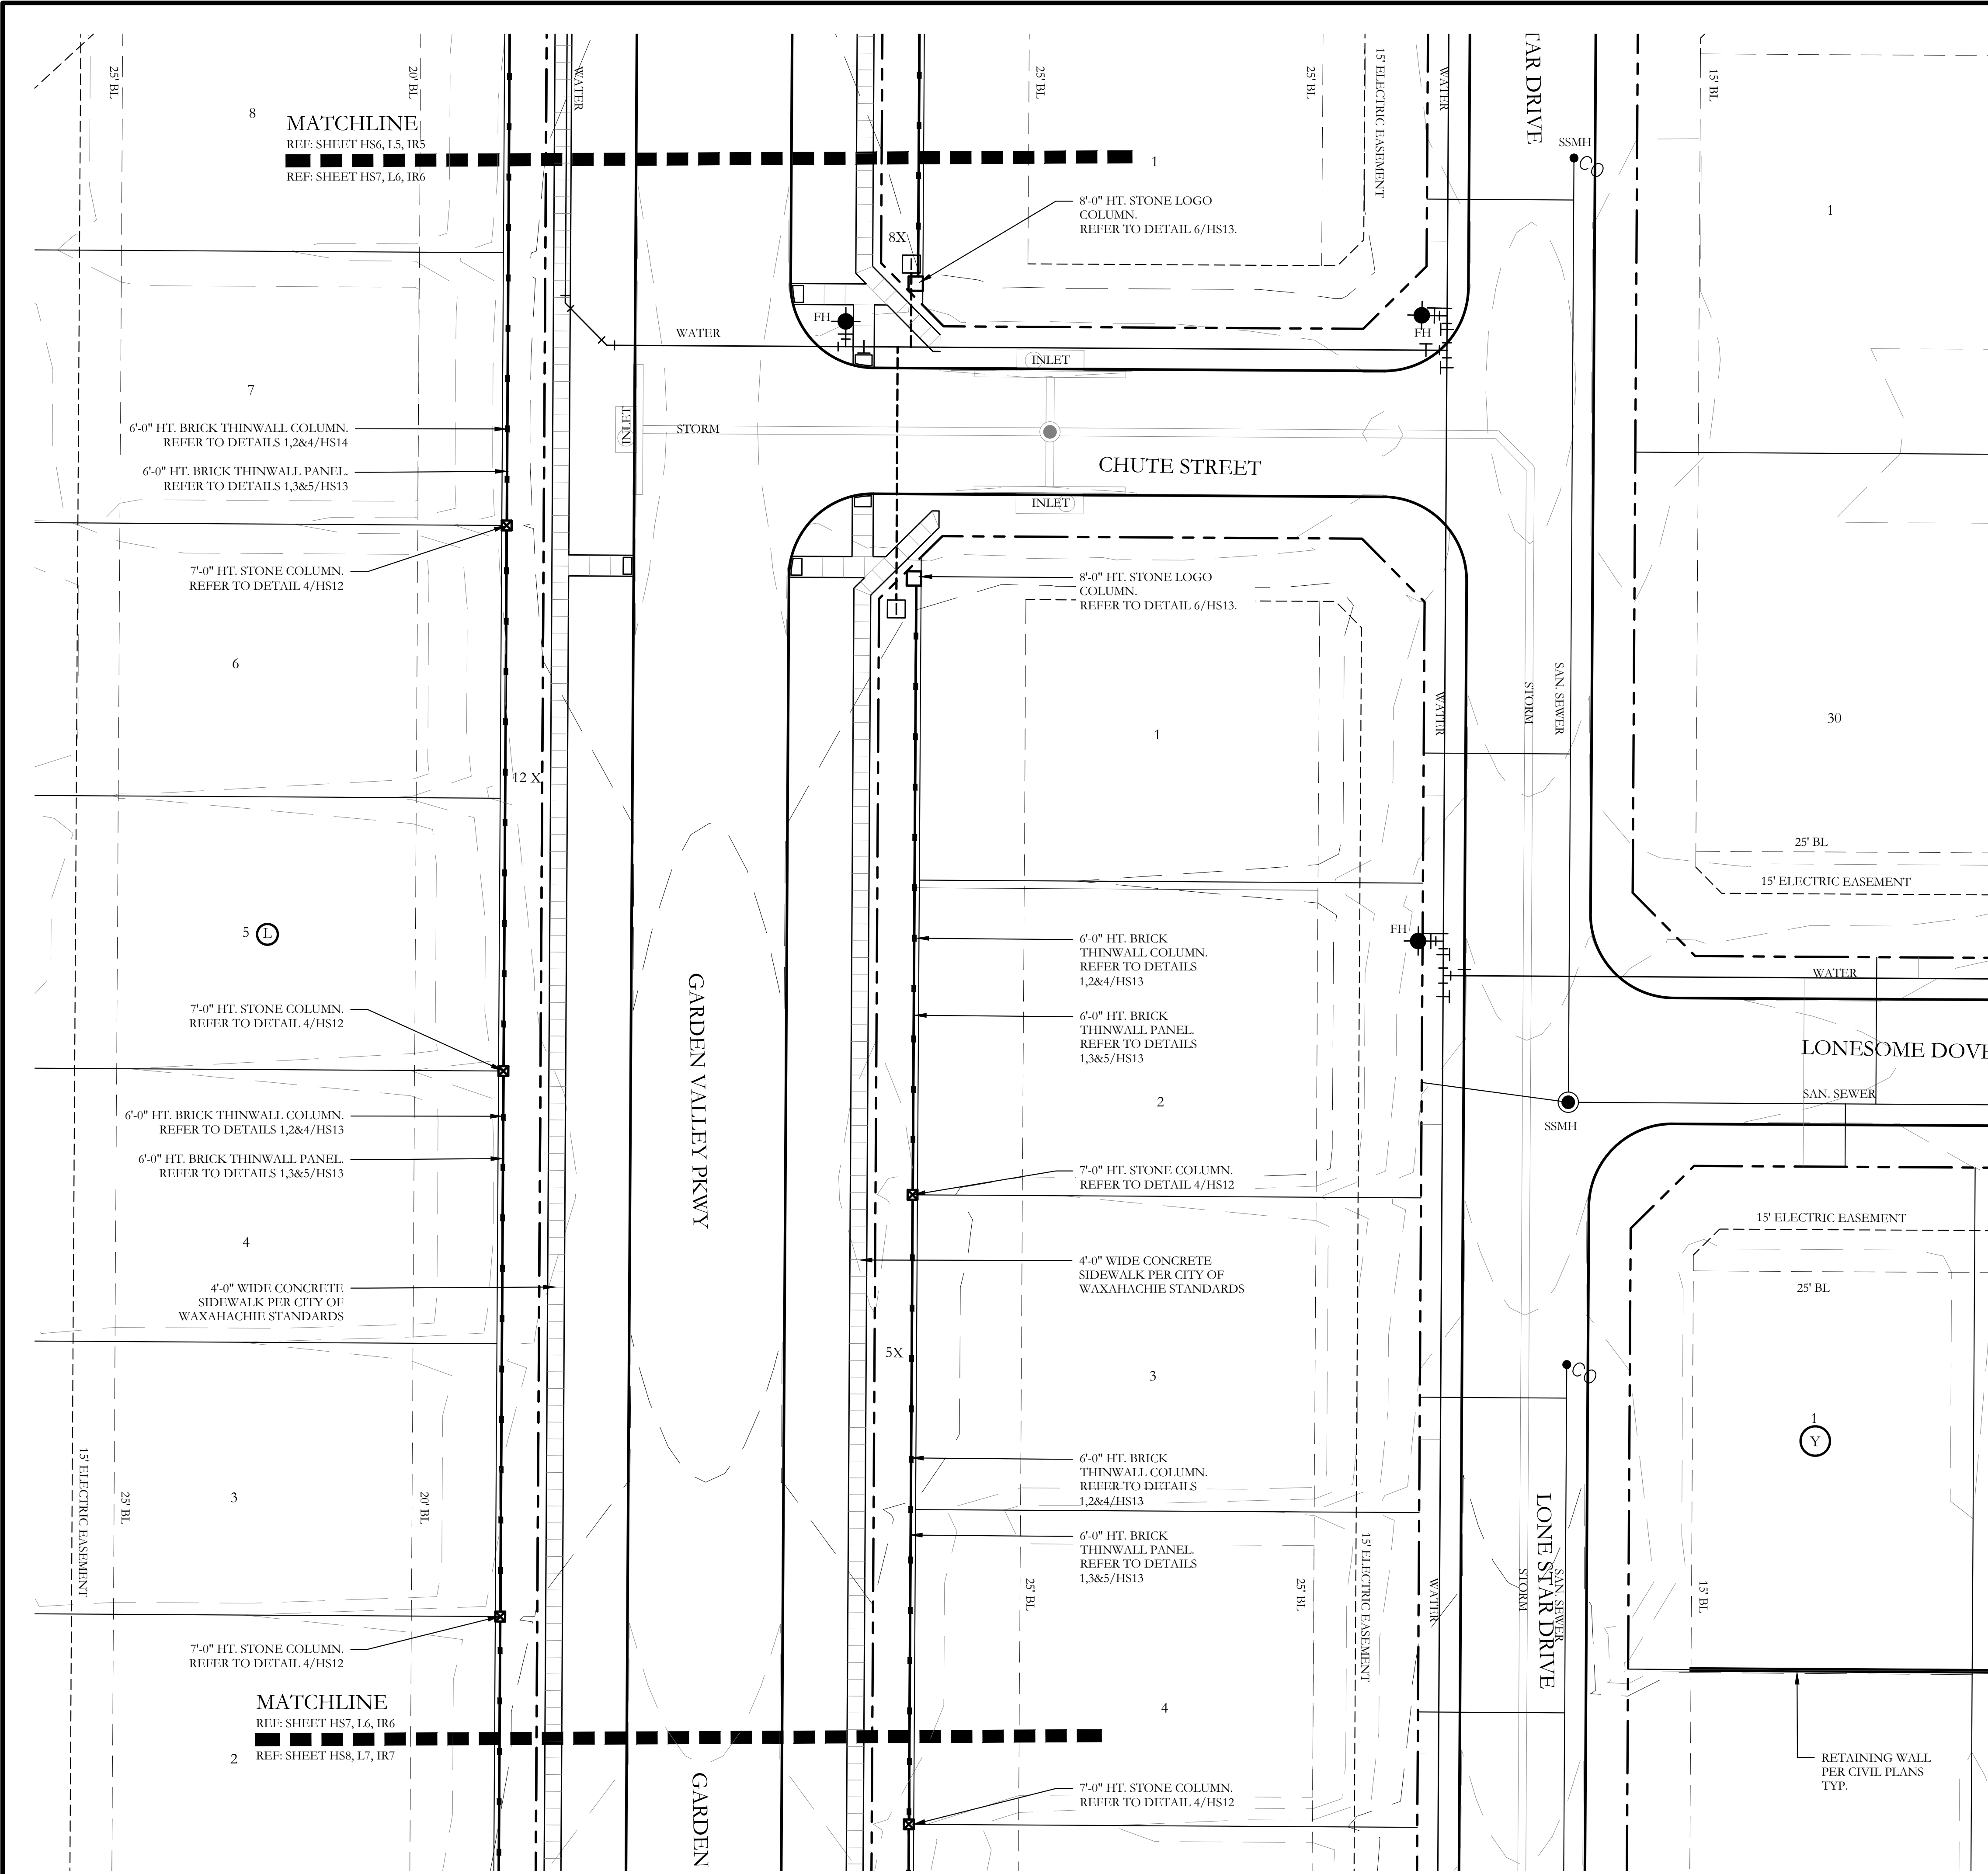 25' BL
20' BL
WATER
25' BL
25' BL
15' ELECTRIC EASEMENT
WATER
TAR DRIVE
15' BL
8
MATCHLINE
REF: SHEET HS6, L5, IR5
REF: SHEET HS7, L6, IR6
SSMH
CO
1
1
8'-0" HT. STONE LOGO
COLUMN.
REFER TO DETAIL 6/HS13.
8X
FH
FH
WATER
INLET
7
6'-0" HT. BRICK THINWALL COLUMN.
REFER TO DETAILS 1,2&4/HS14
6'-0" HT. BRICK THINWALL PANEL.
REFER TO DETAILS 1,3&5/HS13
INLET
STORM
CHUTE STREET
INLET
7'-0" HT. STONE COLUMN.
REFER TO DETAIL 4/HS12
8'-0" HT. STONE LOGO
COLUMN.
REFER TO DETAIL 6/HS13.
6
WATER
STORM
SAN. SEWER
30
1
12 X
25' BL
15' ELECTRIC EASEMENT
5
L
6'-0" HT. BRICK
THINWALL COLUMN.
REFER TO DETAILS
1,2&4/HS13
FH
WATER
7'-0" HT. STONE COLUMN.
REFER TO DETAIL 4/HS12
GARDEN VALLEY PKWY
6'-0" HT. BRICK
THINWALL PANEL.
REFER TO DETAILS
1,3&5/HS13
LONESOME DOVE
SAN. SEWER
2
SSMH
6'-0" HT. BRICK THINWALL COLUMN.
REFER TO DETAILS 1,2&4/HS13
6'-0" HT. BRICK THINWALL PANEL.
REFER TO DETAILS 1,3&5/HS13
7'-0" HT. STONE COLUMN.
REFER TO DETAIL 4/HS12
15' ELECTRIC EASEMENT
4
4'-0" WIDE CONCRETE
SIDEWALK PER CITY OF
WAXAHACHIE STANDARDS
4'-0" WIDE CONCRETE
SIDEWALK PER CITY OF
WAXAHACHIE STANDARDS
25' BL
5X
3
CO
1
Y
6'-0" HT. BRICK
THINWALL COLUMN.
REFER TO DETAILS
1,2&4/HS13
15' ELECTRIC EASEMENT
25' BL
3
20' BL
6'-0" HT. BRICK
THINWALL PANEL.
REFER TO DETAILS
1,3&5/HS13
25' BL
25' BL
15' ELECTRIC EASEMENT
WATER
STORM
LONE STAR DRIVE
SAN. SEWER
15' BL
7'-0" HT. STONE COLUMN.
REFER TO DETAIL 4/HS12
MATCHLINE
REF: SHEET HS7, L6, IR6
REF: SHEET HS8, L7, IR7
2
4
GARDEN
7'-0" HT. STONE COLUMN.
REFER TO DETAIL 4/HS12
RETAINING WALL
PER CIVIL PLANS
TYP.